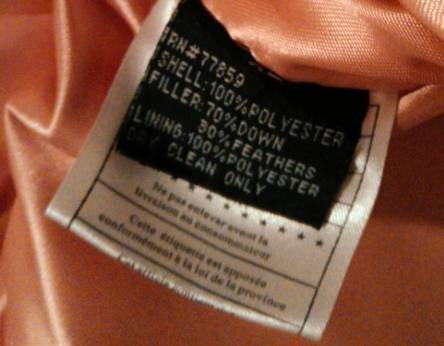 RN#77859
SHELL:100%POLYESTER
FILLER:70%DOWN
30%FEATHERS
LINING:100%POLYESTER
DRY CLEAN ONLY
* * * * * * * *
Ne pas enlever avant la
livraison au consommateur
Cette étiquette est apposée
conformément à la loi de la province